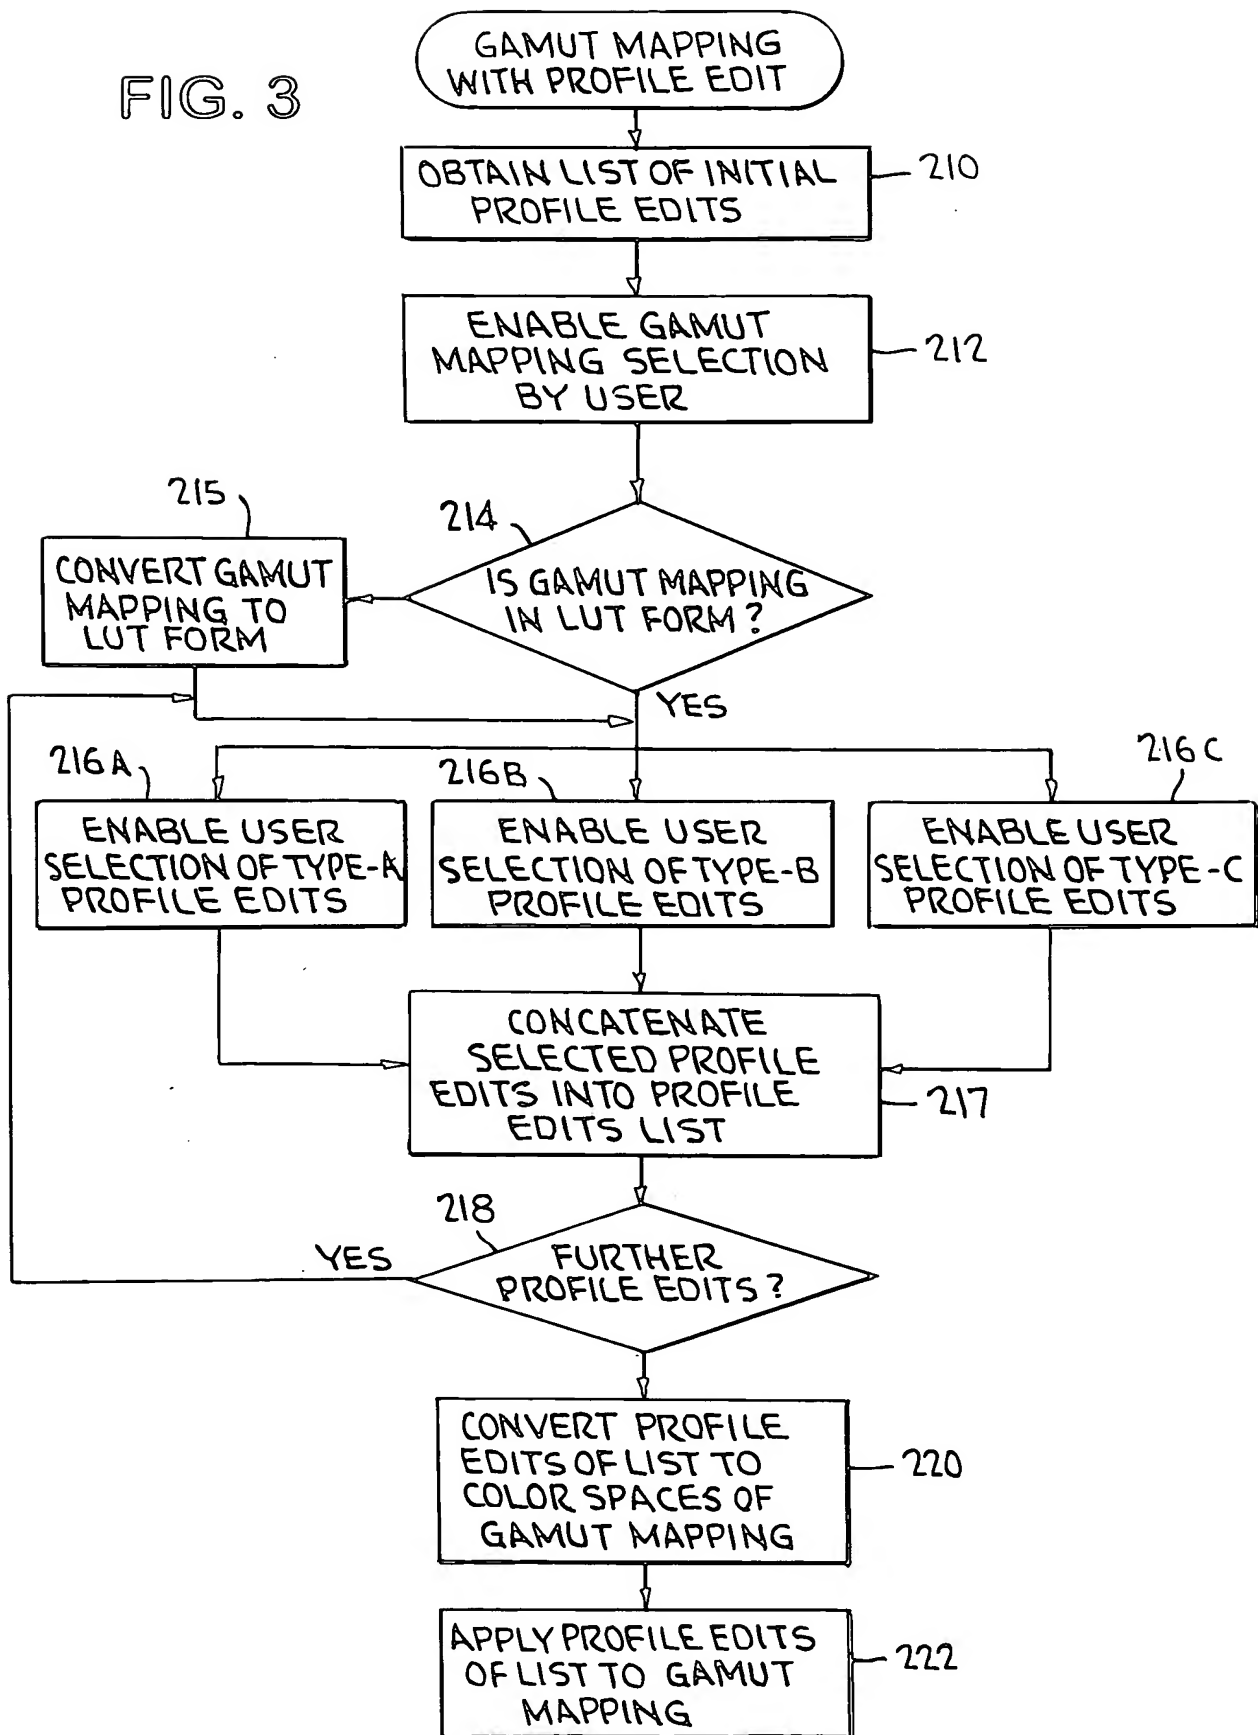 FIG. 3
GAMUT MAPPING
WITH PROFILE EDIT
OBTAIN LIST OF INITIAL
PROFILE EDITS
210
ENABLE GAMUT
MAPPING SELECTION
BY USER
212
215
214
CONVERT GAMUT
MAPPING TO
LUT FORM
IS GAMUT MAPPING
IN LUT FORM?
YES
216A
216B
216C
ENABLE USER
SELECTION OF TYPE-A
PROFILE EDITS
ENABLE USER
SELECTION OF TYPE-B
PROFILE EDITS
ENABLE USER
SELECTION OF TYPE-C
PROFILE EDITS
CONCATENATE
SELECTED PROFILE
EDITS INTO PROFILE
EDITS LIST
217
218
YES
FURTHER
PROFILE EDITS?
CONVERT PROFILE
EDITS OF LIST TO
COLOR SPACES OF
GAMUT MAPPING
220
APPLY PROFILE EDITS
OF LIST TO GAMUT
MAPPING
222